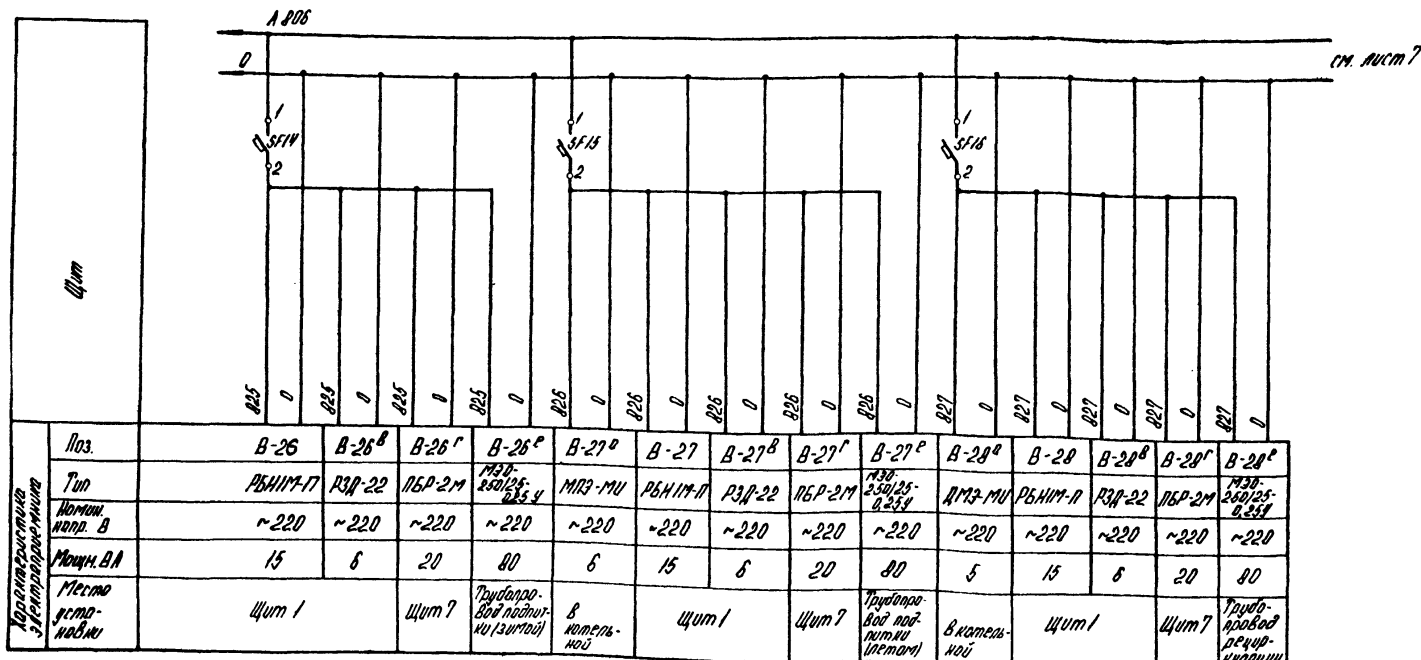 А 806
0
см. лист 7
1
SF14
2
1
SF15
2
1
SF16
2
Щит
825 0 825 0 825 0 825 0 826 0 826 0 826 0 826 0 826 0 827 0 827 0 827 0 827 0 827 0
Характеристика электроприемника
Поз. В-26 В-26в В-26г В-26е В-27а В-27 В-27в В-27г В-27е В-28а В-28 В-28в В-28г В-28е
Тип РБН1М-П РЗД-22 ПБР-2М МЭО-250/25-0,25У МПЭ-МИ РБН1М-П РЗД-22 ПБР-2М МЭО-250/25-0,25У ДМЭ-МИ РБН1М-П РЗД-22 ПБР-2М МЭО-250/25-0,25У
Номин. напр. В ~220 ~220 ~220 ~220 ~220 ~220 ~220 ~220 ~220 ~220 ~220 ~220 ~220 ~220
Мощн. ВА 15 6 20 80 6 15 6 20 80 5 15 6 20 80
Место установки Щит 1 Щит 7 Трубопровод подпитки (зимой) В котельной Щит 1 Щит 7 Трубопровод подпитки (летом) В котельной Щит 1 Щит 7 Трубопровод рециркуляции